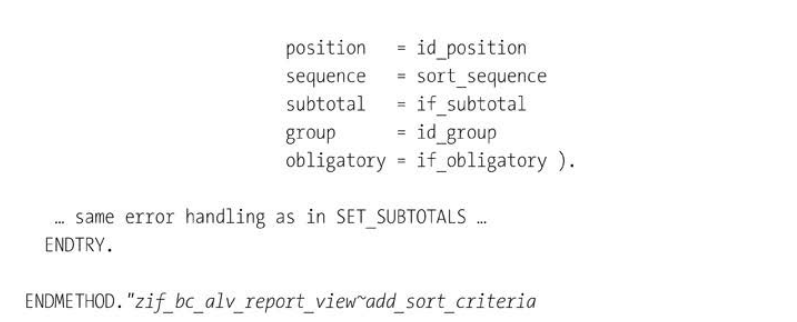 position   = id_position
sequence   = sort_sequence
subtotal   = if_subtotal
group      = id_group
obligatory = if_obligatory ).
… same error handling as in SET_SUBTOTALS …
ENDTRY.
ENDMETHOD."zif_bc_alv_report_view~add_sort_criteria